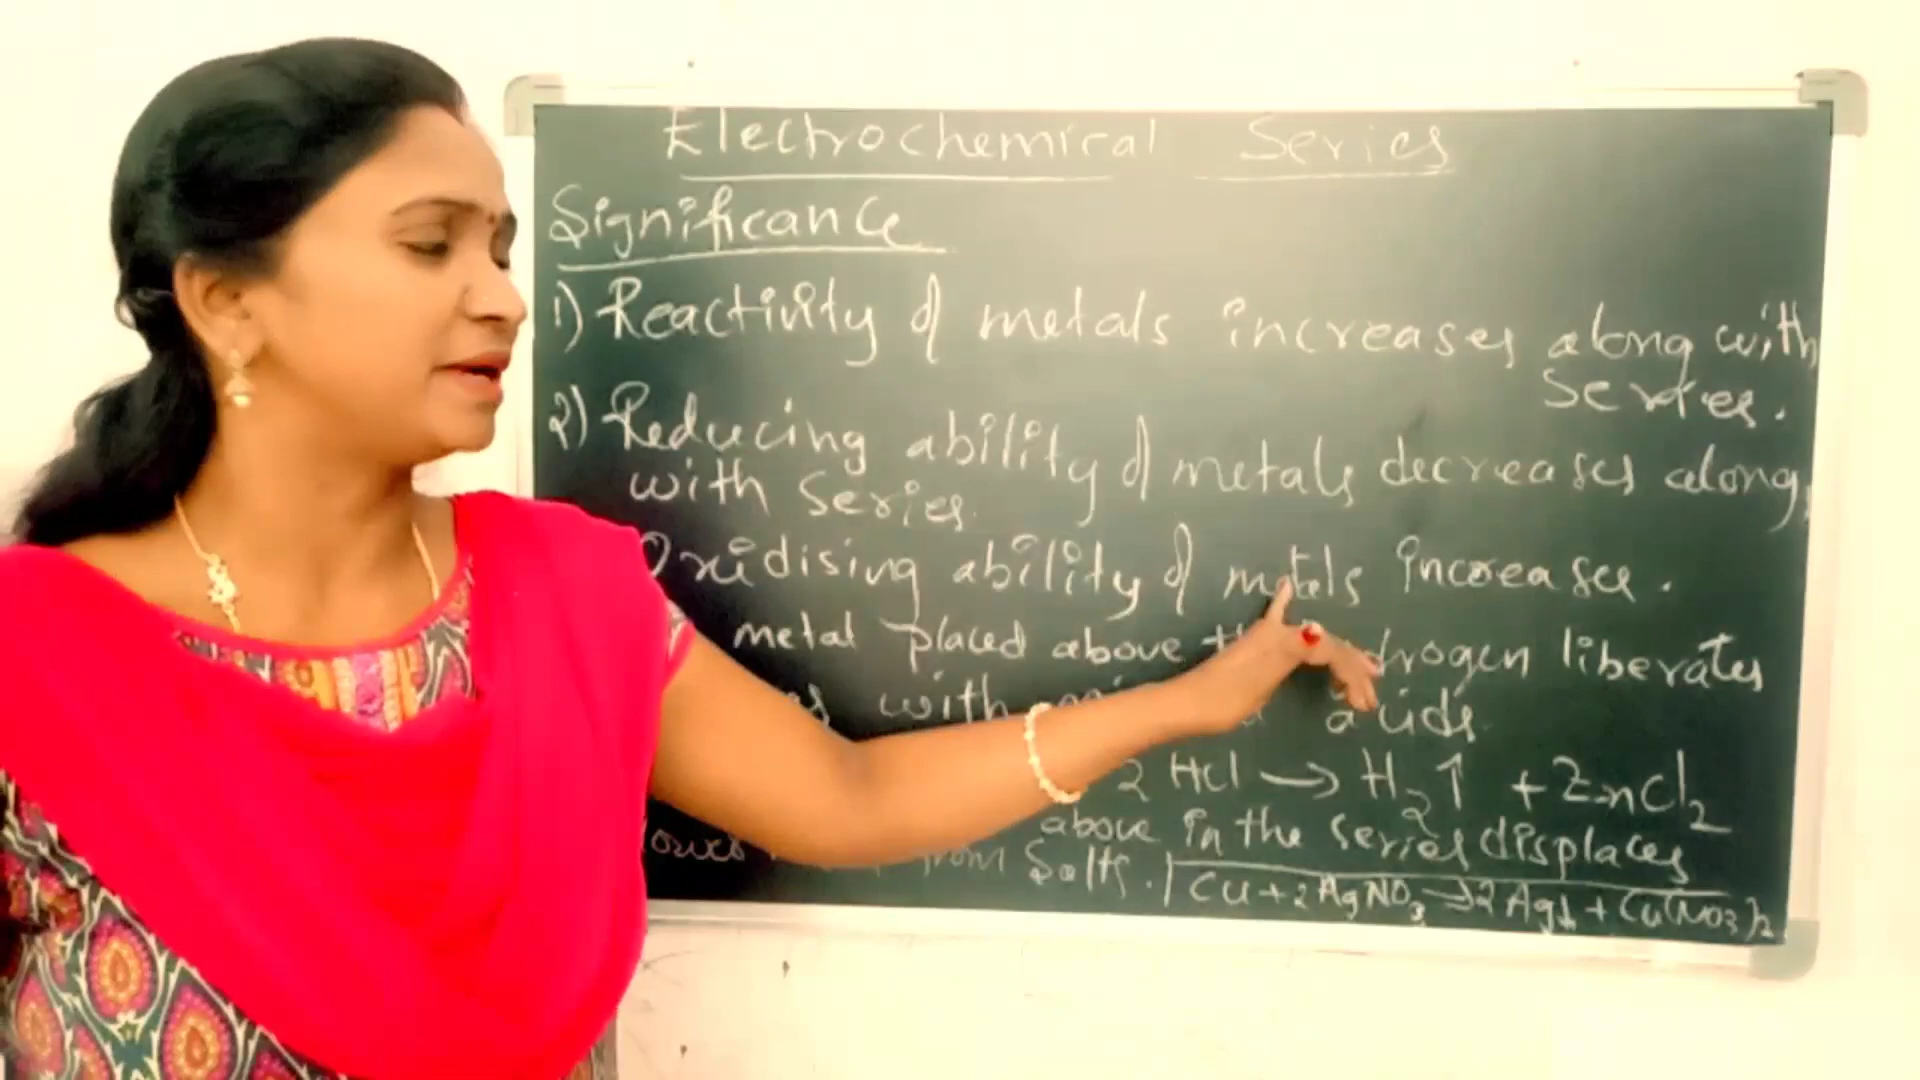 Electrochemical Series
Significance
1) Reactivity of metals increases along with
series.
2) Reducing ability of metals decreases along
with series.
Oxidising ability of metals increases.
metal placed above hydrogen liberates
with acids.
2 HCl → H2↑ + ZnCl2
above in the series displaces
from salts. | Cu + 2 AgNO3 → 2 Ag↓ + Cu(NO3)2